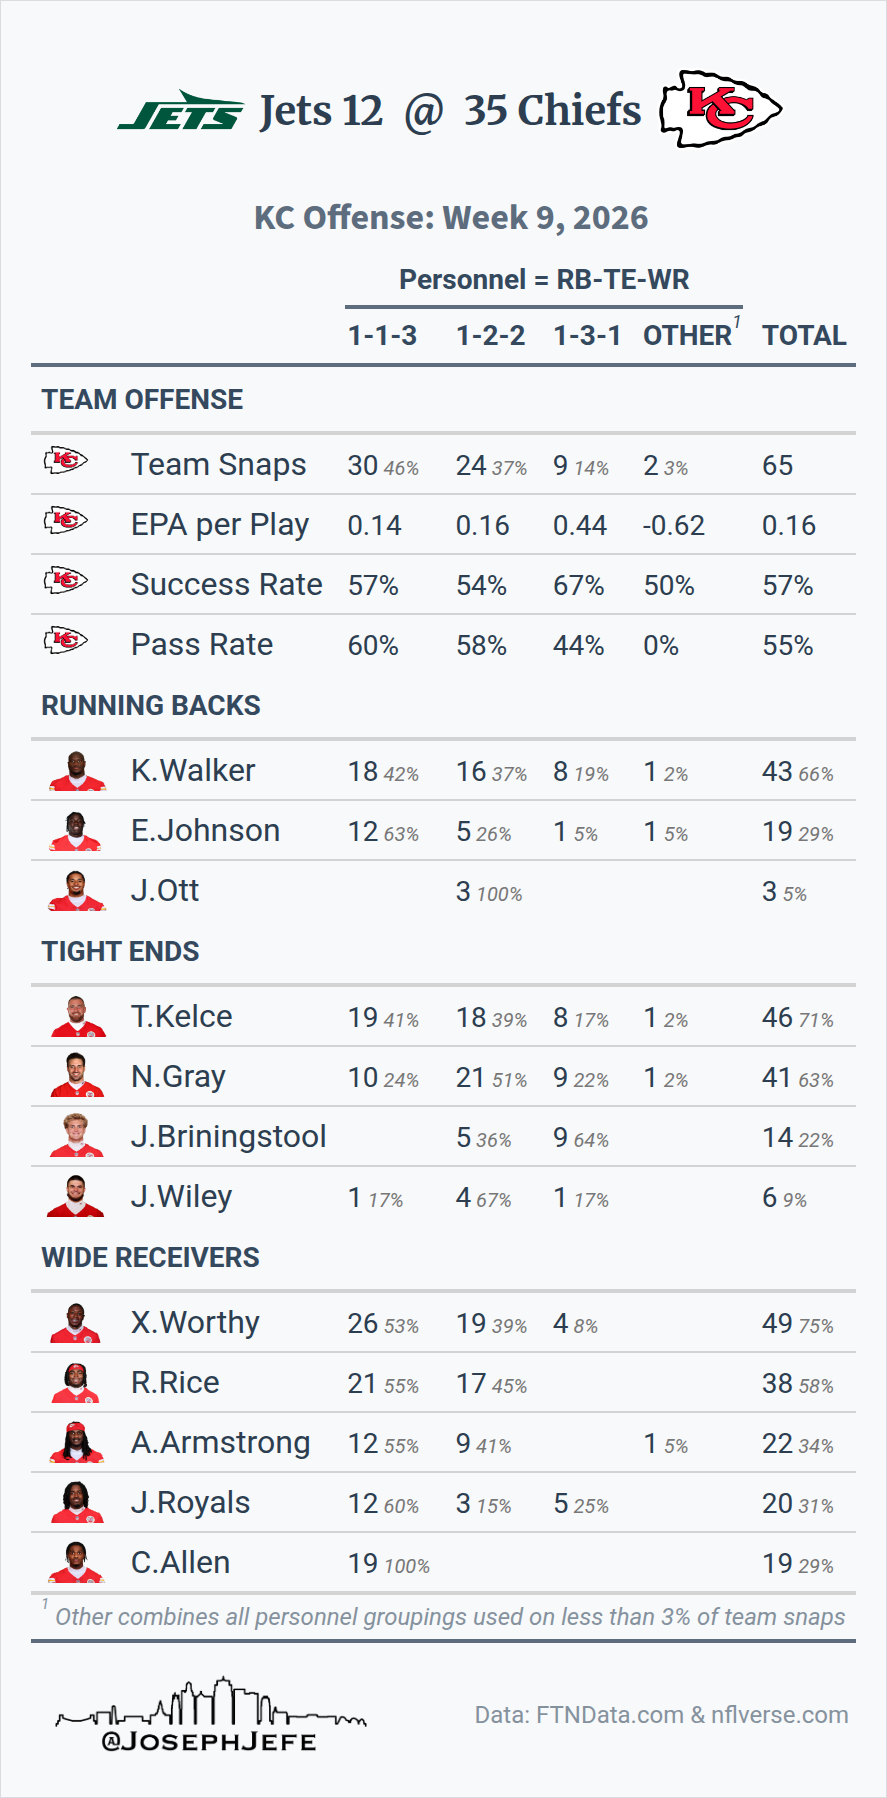 JETS Jets 12 @ 35 Chiefs KC
KC Offense: Week 9, 2026
Personnel = RB-TE-WR
1-1-3 1-2-2 1-3-1 OTHER1 TOTAL
TEAM OFFENSE
KC Team Snaps 30 46% 24 37% 9 14% 2 3% 65
KC EPA per Play 0.14 0.16 0.44 -0.62 0.16
KC Success Rate 57% 54% 67% 50% 57%
KC Pass Rate 60% 58% 44% 0% 55%
RUNNING BACKS
K.Walker 18 42% 16 37% 8 19% 1 2% 43 66%
E.Johnson 12 63% 5 26% 1 5% 1 5% 19 29%
J.Ott 3 100% 3 5%
TIGHT ENDS
T.Kelce 19 41% 18 39% 8 17% 1 2% 46 71%
N.Gray 10 24% 21 51% 9 22% 1 2% 41 63%
J.Briningstool 5 36% 9 64% 14 22%
J.Wiley 1 17% 4 67% 1 17% 6 9%
WIDE RECEIVERS
X.Worthy 26 53% 19 39% 4 8% 49 75%
R.Rice 21 55% 17 45% 38 58%
A.Armstrong 12 55% 9 41% 1 5% 22 34%
J.Royals 12 60% 3 15% 5 25% 20 31%
C.Allen 19 100% 19 29%
1 Other combines all personnel groupings used on less than 3% of team snaps
@JOSEPHJEFE
Data: FTNData.com & nflverse.com